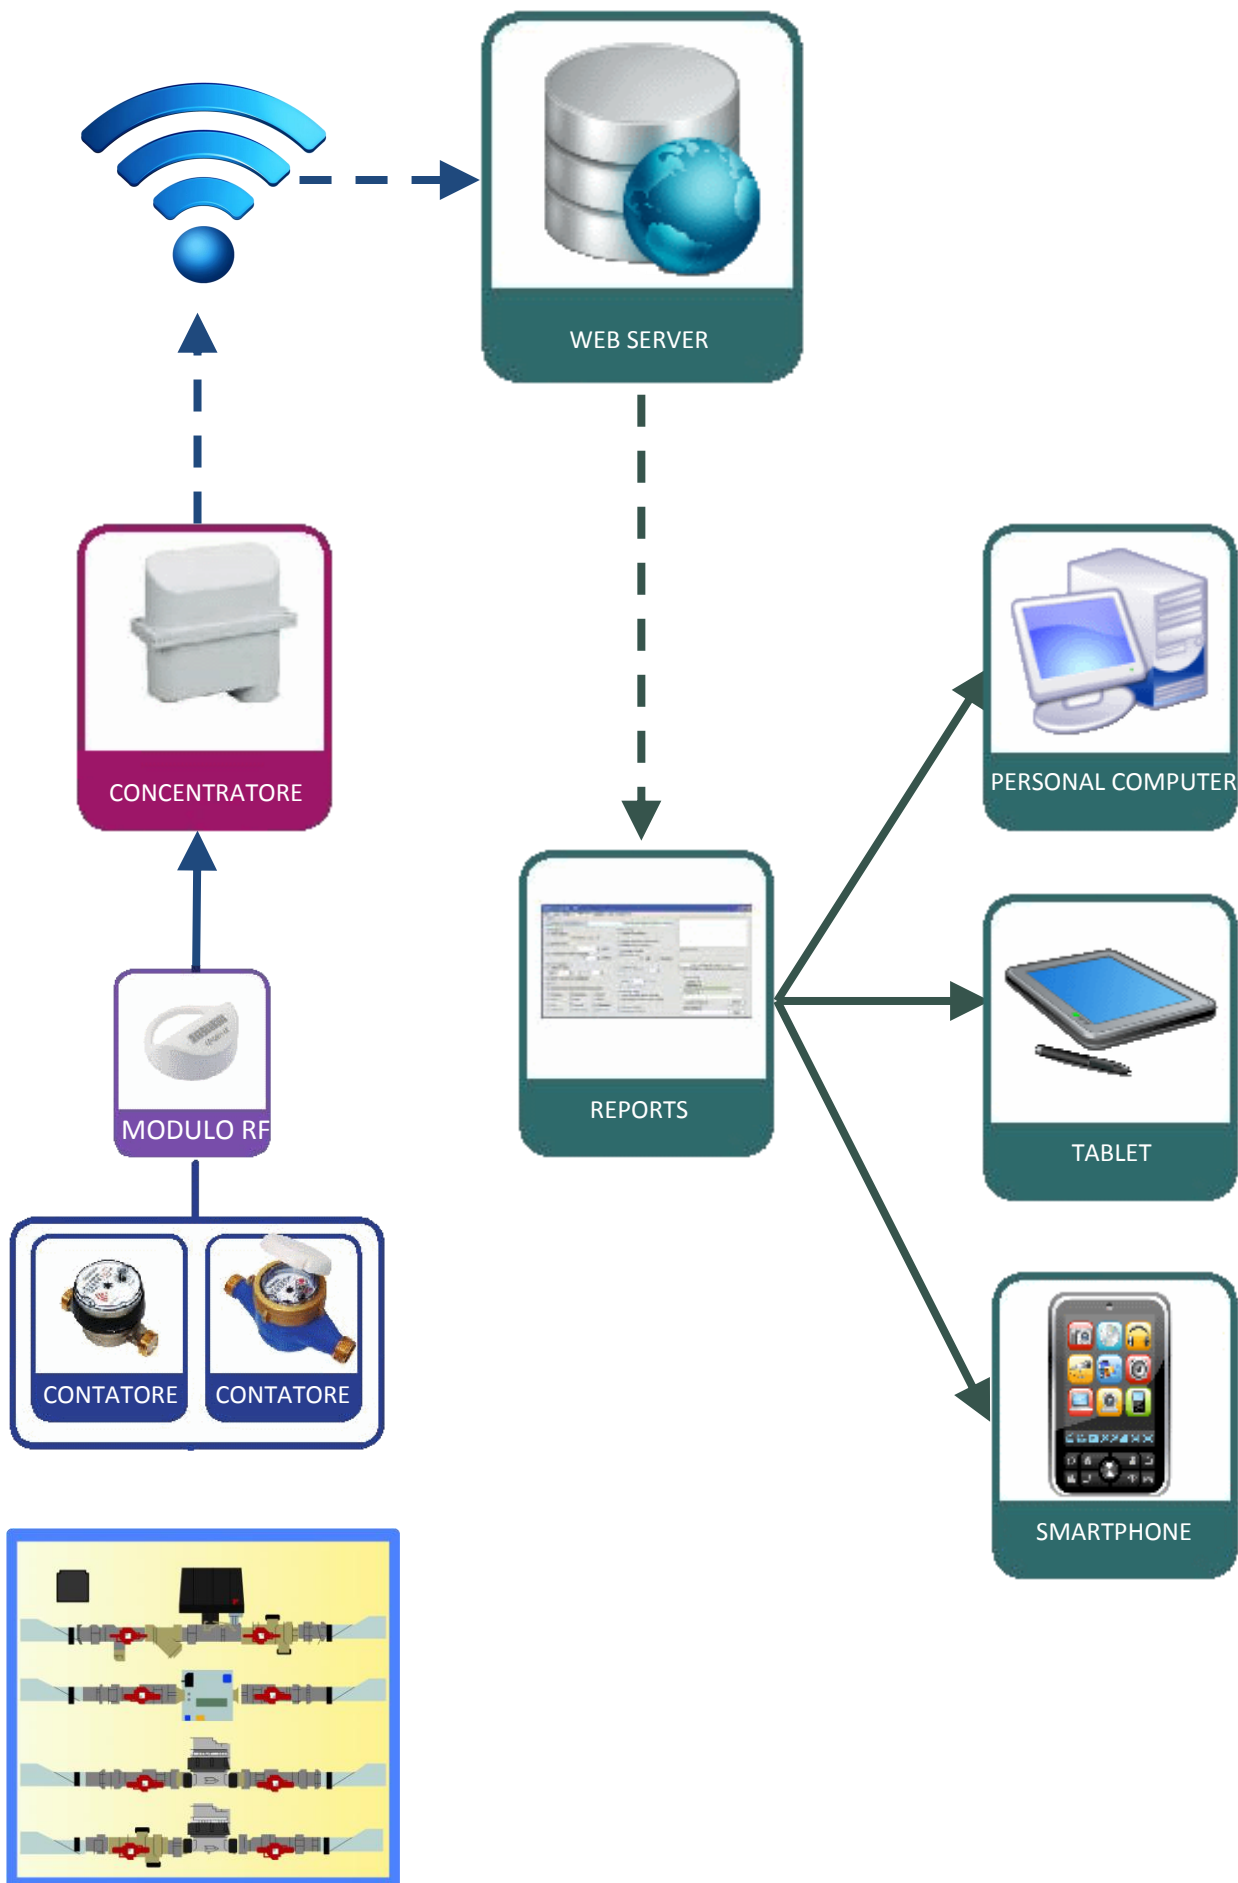 WEB SERVER
CONCENTRATORE
PERSONAL COMPUTER
MODULO RF
REPORTS
TABLET
CONTATORE
CONTATORE
SMARTPHONE